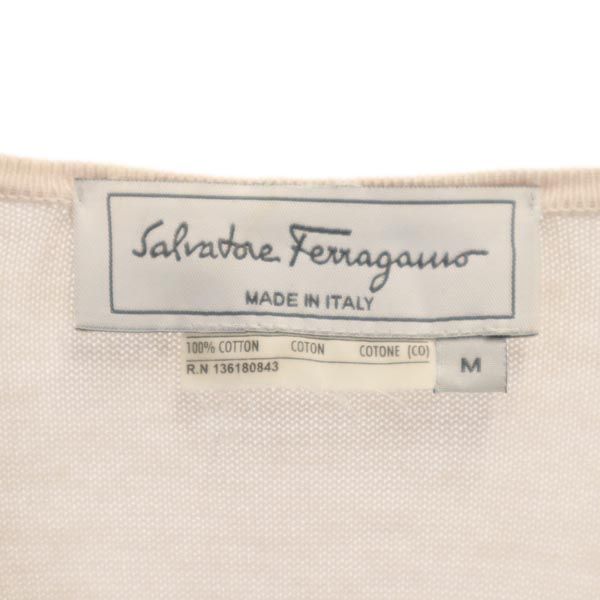 Salvatore Ferragamo
MADE IN ITALY
100% COTTON COTON COTONE (CO)
R.N 136180843
M